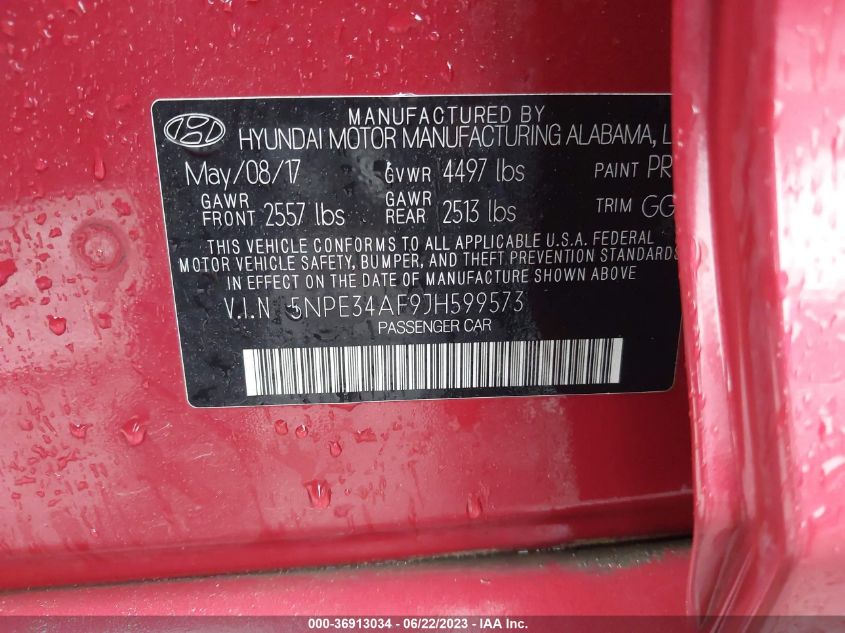 MANUFACTURED BY
HYUNDAI MOTOR MANUFACTURING ALABAMA, L
May/08/17 GVWR 4497 lbs PAINT PR
GAWR FRONT 2557 lbs GAWR REAR 2513 lbs TRIM GG
THIS VEHICLE CONFORMS TO ALL APPLICABLE U.S.A. FEDERAL
MOTOR VEHICLE SAFETY, BUMPER, AND THEFT PREVENTION STANDARDS
IN EFFECT ON THE DATE OF MANUFACTURE SHOWN ABOVE
V.I.N 5NPE34AF9JH599573
PASSENGER CAR
000-36913034 - 06/22/2023 - IAA Inc.